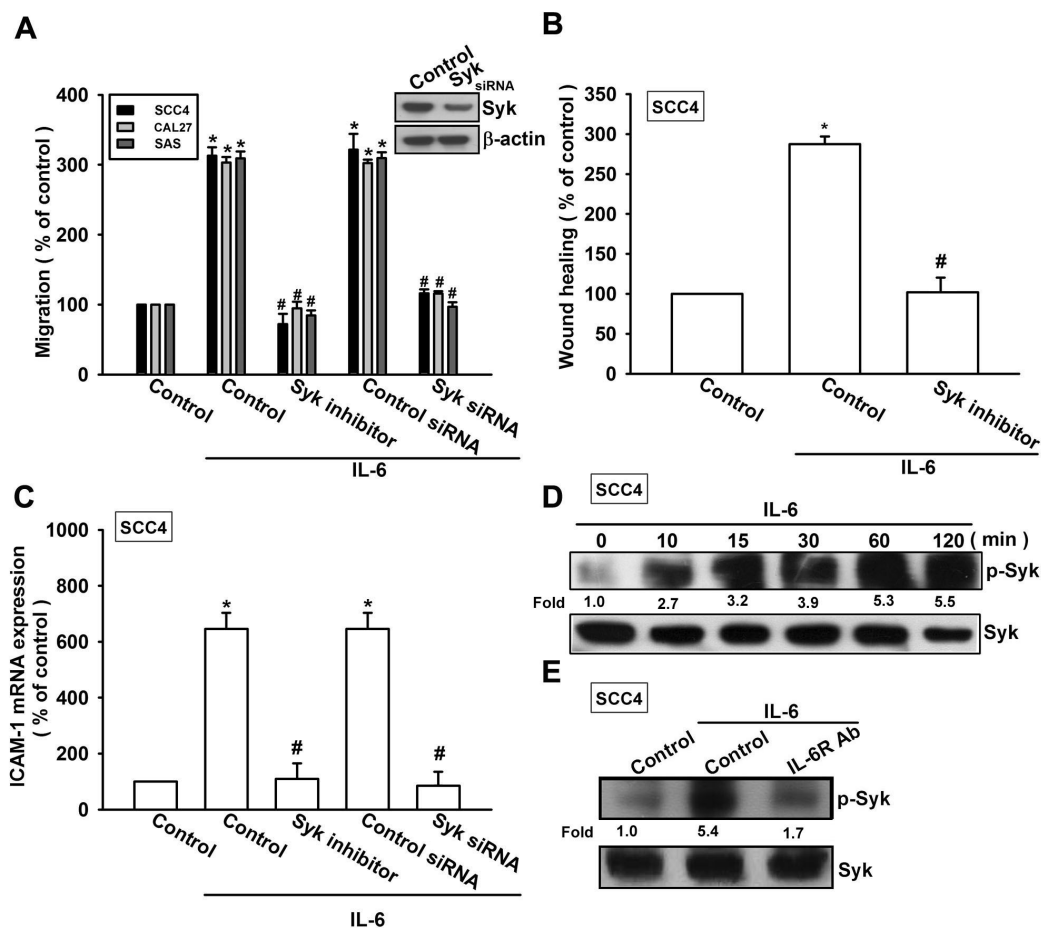 A
Control
Syk
siRNA
Syk
β-actin
SCC4
CAL27
SAS
Migration ( % of control )
400
300
200
100
0
* * *
# # #
* * *
# # #
Control
Control
Syk inhibitor
Control siRNA
Syk siRNA
IL-6
B
SCC4
Wound healing ( % of control )
350
300
250
200
150
100
50
0
*
#
Control
Control
Syk inhibitor
IL-6
C
SCC4
ICAM-1 mRNA expression
( % of control )
1000
800
600
400
200
0
*
#
*
#
Control
Control
Syk inhibitor
Control siRNA
Syk siRNA
IL-6
D
SCC4
IL-6
0 10 15 30 60 120 ( min )
p-Syk
Fold 1.0 2.7 3.2 3.9 5.3 5.5
Syk
E
SCC4
IL-6
Control Control IL-6R Ab
p-Syk
Fold 1.0 5.4 1.7
Syk